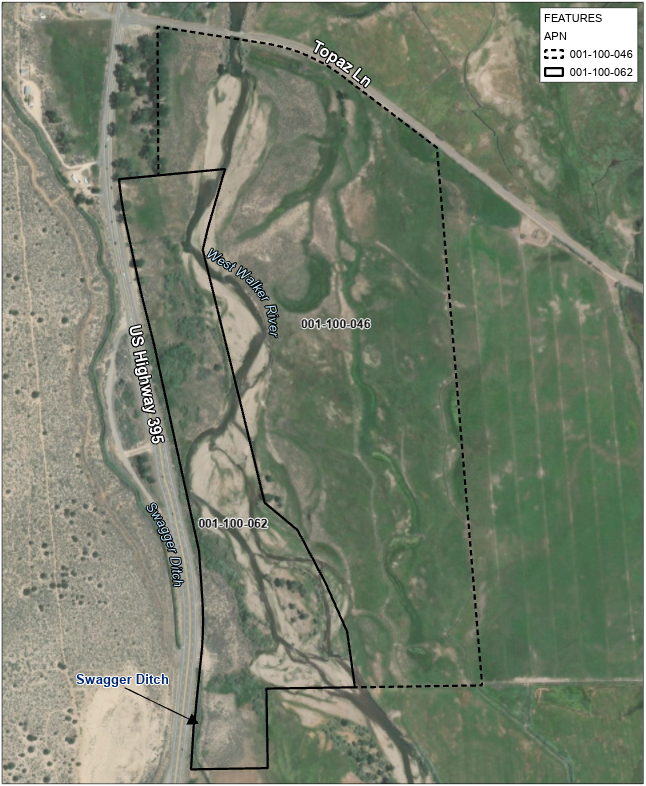 FEATURES
APN
001-100-046
001-100-062
Topaz Ln
West Walker River
001-100-046
US Highway 395
001-100-062
Swagger Ditch
Swagger Ditch